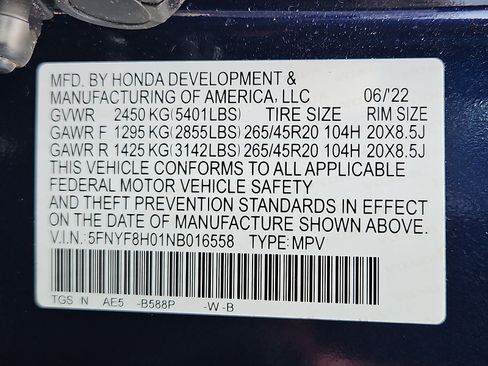 MFD. BY HONDA DEVELOPMENT &
MANUFACTURING OF AMERICA, LLC 06/'22
GVWR 2450 KG(5401LBS) TIRE SIZE RIM SIZE
GAWR F 1295 KG(2855LBS) 265/45R20 104H 20X8.5J
GAWR R 1425 KG(3142LBS) 265/45R20 104H 20X8.5J
THIS VEHICLE CONFORMS TO ALL APPLICABLE
FEDERAL MOTOR VEHICLE SAFETY
AND THEFT PREVENTION STANDARDS IN EFFECT
ON THE DATE OF MANUFACTURE SHOWN ABOVE.
V.I.N.: 5FNYF8H01NB016558 TYPE: MPV
TGS N AE5 -B588P -W -B